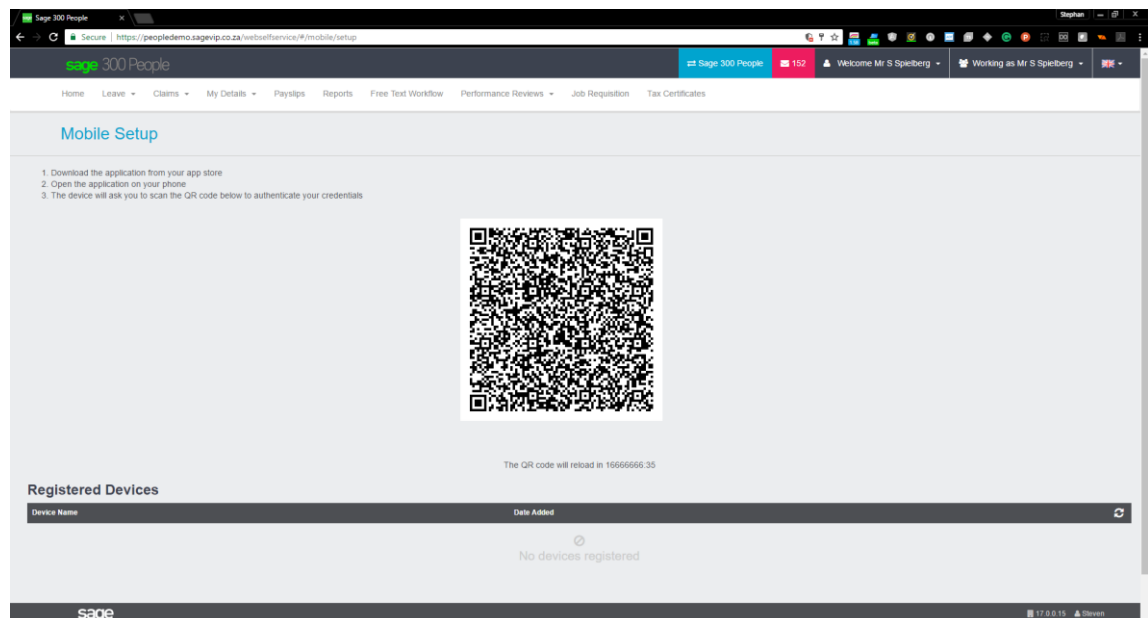 Sage 300 People
Stephan
Secure | https://peopledemo.sagevip.co.za/webselfservice/#/mobile/setup
sage 300 People
Sage 300 People
152
Welcome Mr S Spielberg
Working as Mr S Spielberg
Home Leave Claims My Details Payslips Reports Free Text Workflow Performance Reviews Job Requisition Tax Certificates
Mobile Setup
1. Download the application from your app store
2. Open the application on your phone
3. The device will ask you to scan the QR code below to authenticate your credentials
The QR code will reload in 16666666:35
Registered Devices
Device Name Date Added
No devices registered
sage
17.0.0.15 Steven